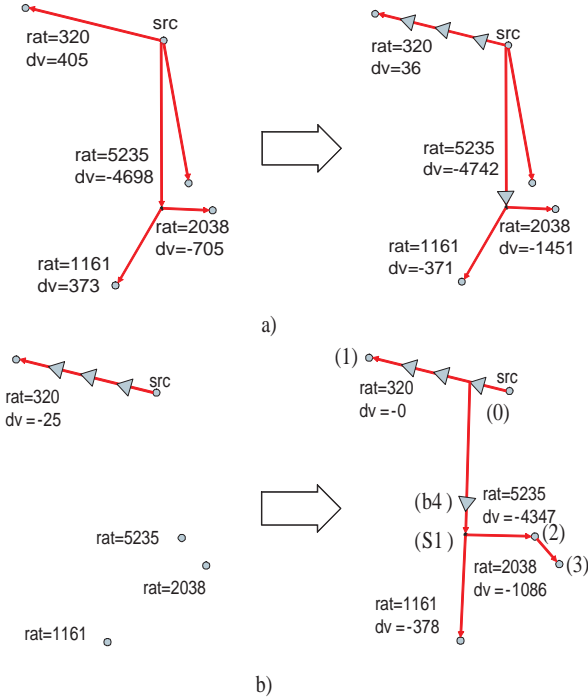 src
rat=320
dv=405
rat=5235
dv=-4698
rat=2038
dv=-705
rat=1161
dv=373
src
rat=320
dv=36
rat=5235
dv=-4742
rat=2038
dv=-1451
rat=1161
dv=-371
a)
src
rat=320
dv=-25
rat=5235
rat=2038
rat=1161
(1)
src
rat=320
dv=-0
(0)
(b4)
rat=5235
dv=-4347
(S1)
(2)
(3)
rat=2038
dv=-1086
rat=1161
dv=-378
b)